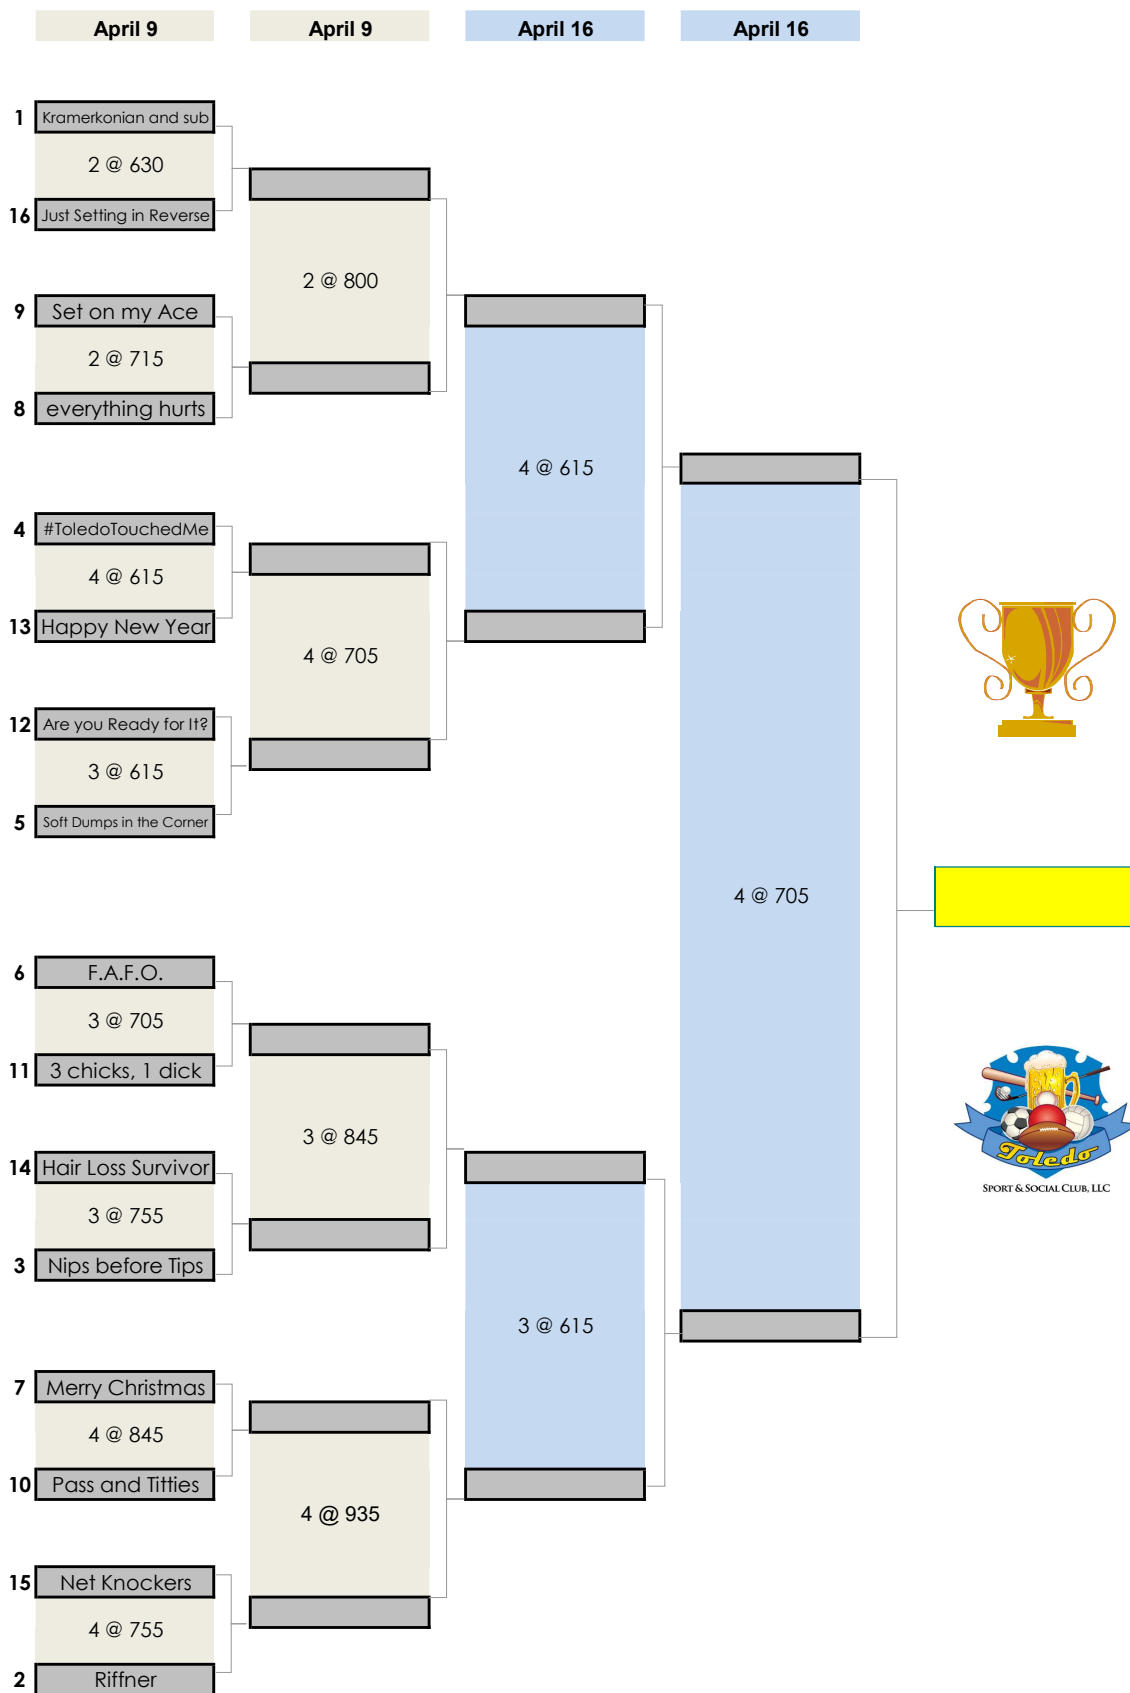 April 9
April 9
April 16
April 16
1 Kramerkonian and sub
2 @ 630
16 Just Setting in Reverse
2 @ 800
9 Set on my Ace
2 @ 715
8 everything hurts
4 @ 615
4 #ToledoTouchedMe
4 @ 615
13 Happy New Year
4 @ 705
12 Are you Ready for It?
3 @ 615
5 Soft Dumps in the Corner
4 @ 705
6 F.A.F.O.
3 @ 705
11 3 chicks, 1 dick
3 @ 845
14 Hair Loss Survivor
3 @ 755
3 Nips before Tips
Toledo
SPORT & SOCIAL CLUB, LLC
3 @ 615
7 Merry Christmas
4 @ 845
10 Pass and Titties
4 @ 935
15 Net Knockers
4 @ 755
2 Riffner